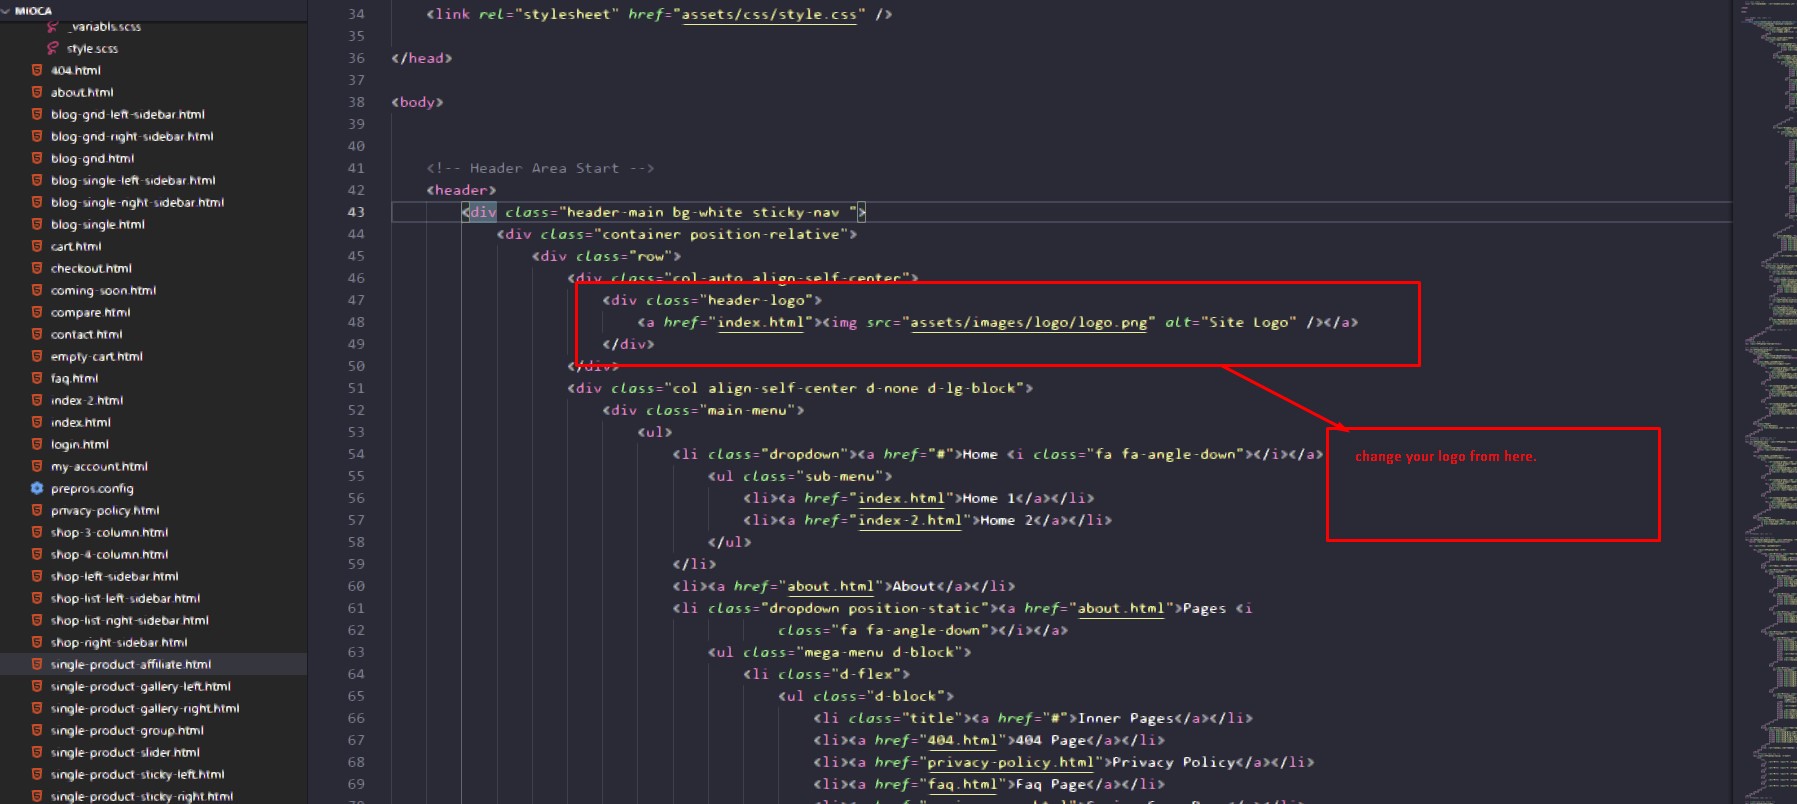 MIOCA
_variabls.scss
style.scss
404.html
about.html
blog-grid-left-sidebar.html
blog-grid-right-sidebar.html
blog-grid.html
blog-single-left-sidebar.html
blog-single-right-sidebar.html
blog-single.html
cart.html
checkout.html
coming-soon.html
compare.html
contact.html
empty-cart.html
faq.html
index-2.html
index.html
login.html
my-account.html
prepros.config
privacy-policy.html
shop-3-column.html
shop-4-column.html
shop-left-sidebar.html
shop-list-left-sidebar.html
shop-list-right-sidebar.html
shop-right-sidebar.html
single-product-affiliate.html
single-product-gallery-left.html
single-product-gallery-right.html
single-product-group.html
single-product-slider.html
single-product-sticky-left.html
single-product-sticky-right.html
34 <link rel="stylesheet" href="assets/css/style.css" />
35
36 </head>
37
38 <body>
39
40
41 <!-- Header Area Start -->
42 <header>
43 <div class="header-main bg-white sticky-nav ">
44 <div class="container position-relative">
45 <div class="row">
46 <div class="col-auto align-self-center">
47 <div class="header-logo">
48 <a href="index.html"><img src="assets/images/logo/logo.png" alt="Site Logo" /></a>
49 </div>
50 </div>
51 <div class="col align-self-center d-none d-lg-block">
52 <div class="main-menu">
53 <ul>
54 <li class="dropdown"><a href="#">Home <i class="fa fa-angle-down"></i></a>
55 <ul class="sub-menu">
56 <li><a href="index.html">Home 1</a></li>
57 <li><a href="index-2.html">Home 2</a></li>
58 </ul>
59 </li>
60 <li><a href="about.html">About</a></li>
61 <li class="dropdown position-static"><a href="about.html">Pages <i
62 class="fa fa-angle-down"></i></a>
63 <ul class="mega-menu d-block">
64 <li class="d-flex">
65 <ul class="d-block">
66 <li class="title"><a href="#">Inner Pages</a></li>
67 <li><a href="404.html">404 Page</a></li>
68 <li><a href="privacy-policy.html">Privacy Policy</a></li>
69 <li><a href="faq.html">Faq Page</a></li>
change your logo from here.